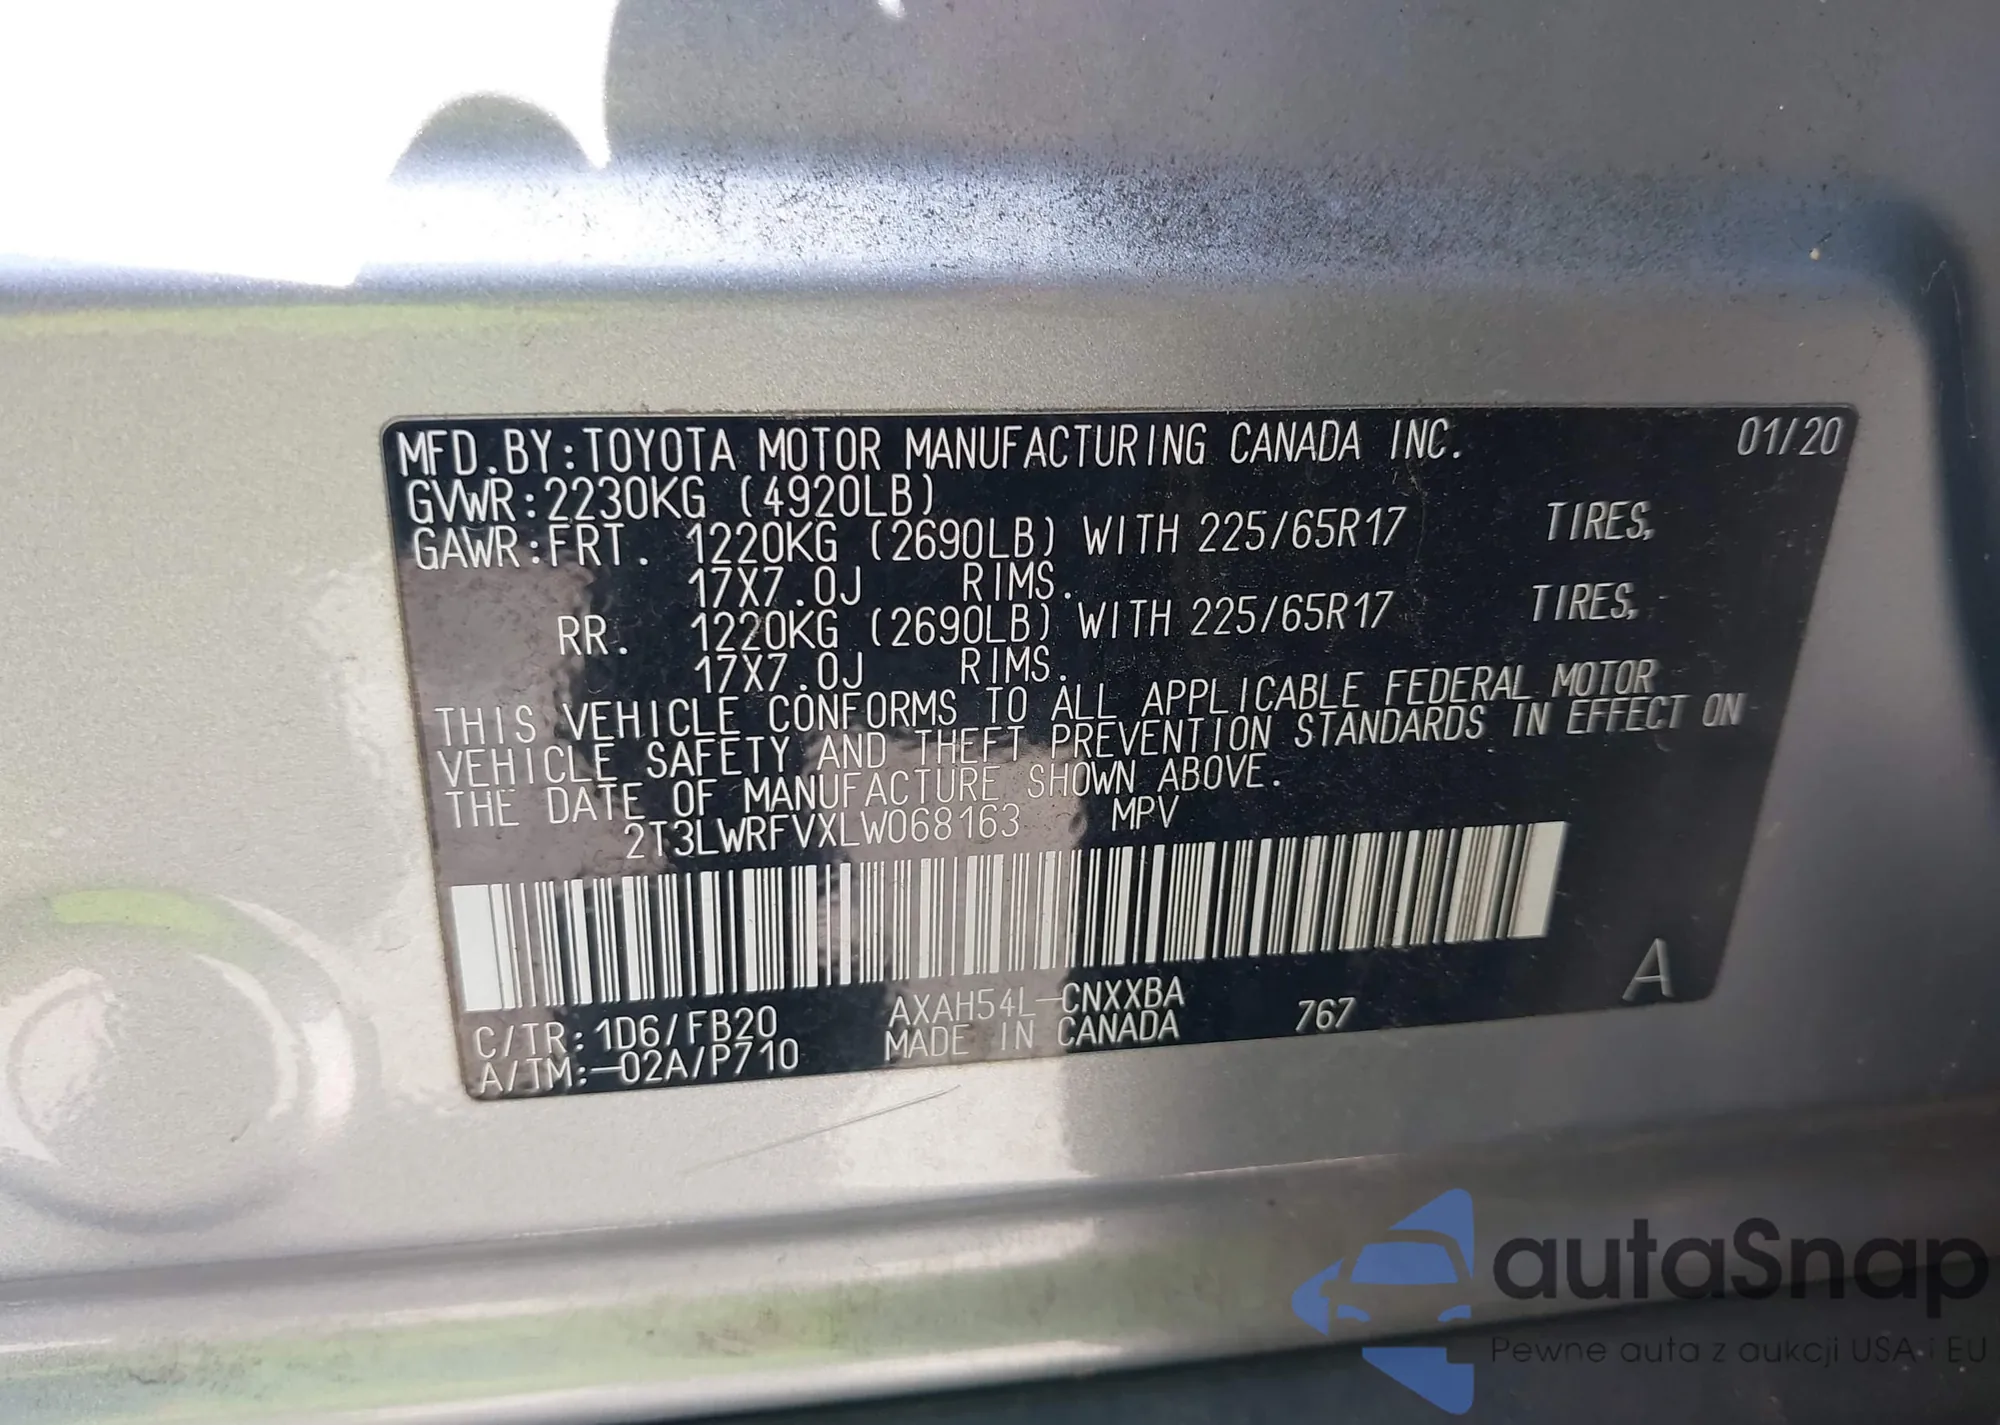 MFD.BY:TOYOTA MOTOR MANUFACTURING CANADA INC. 01/20
GVWR:2230KG (4920LB)
GAWR:FRT. 1220KG (2690LB) WITH 225/65R17 TIRES,
17X7.0J RIMS.
RR. 1220KG (2690LB) WITH 225/65R17 TIRES,
17X7.0J RIMS.
THIS VEHICLE CONFORMS TO ALL APPLICABLE FEDERAL MOTOR
VEHICLE SAFETY AND THEFT PREVENTION STANDARDS IN EFFECT ON
THE DATE OF MANUFACTURE SHOWN ABOVE.
2T3LWRFVXLW068163 MPV
A
C/TR:1D6/FB20 AXAH54L-CNXXBA
A/TM:-02A/P710 MADE IN CANADA 767
autaSnap
Pewne auta z aukcji USA i EU